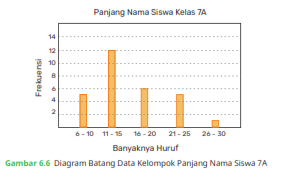 Panjang Nama Siswa Kelas 7A
Frekuensi
14
12
10
8
6
4
2
6 – 10 11 – 15 16 – 20 21 – 25 26 – 30
Banyaknya Huruf
Gambar 6.6 Diagram Batang Data Kelompok Panjang Nama Siswa 7A